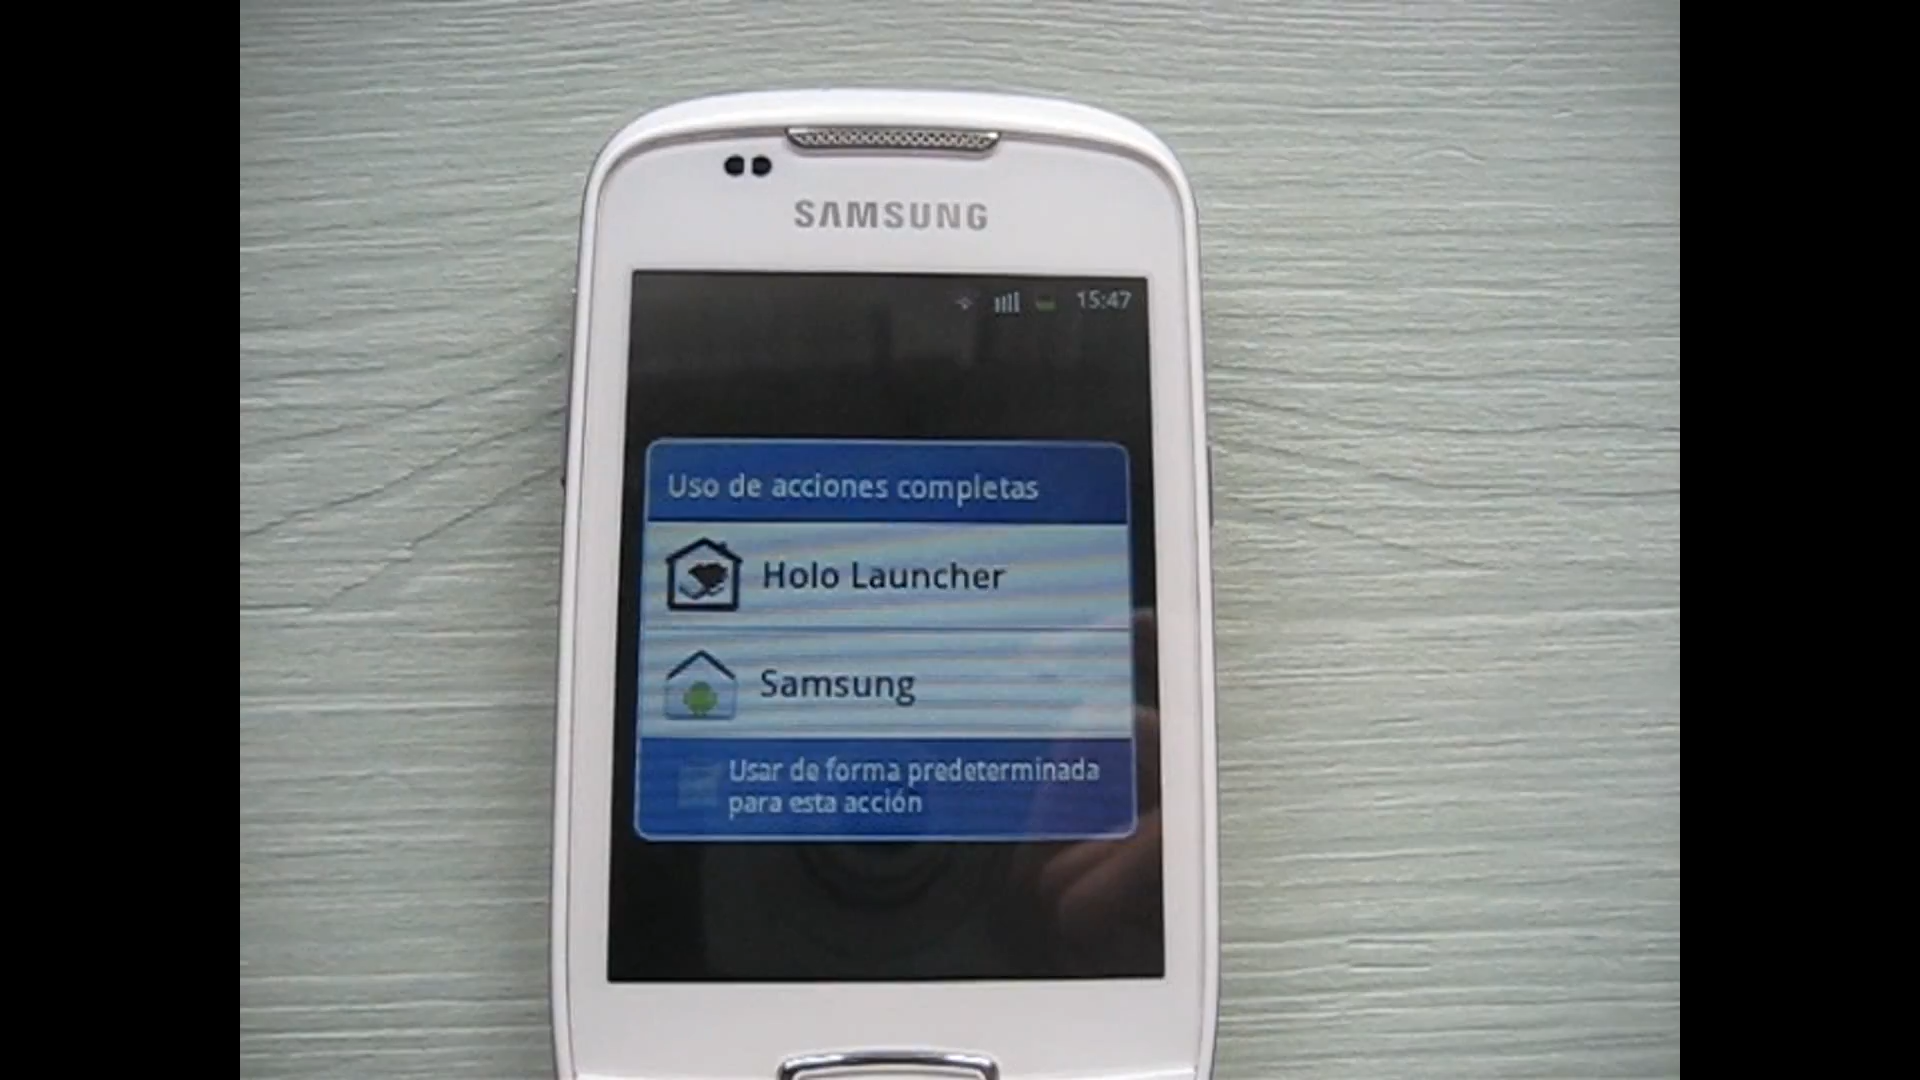 SAMSUNG
15:47
Uso de acciones completas
Holo Launcher
Samsung
Usar de forma predeterminada
para esta acción